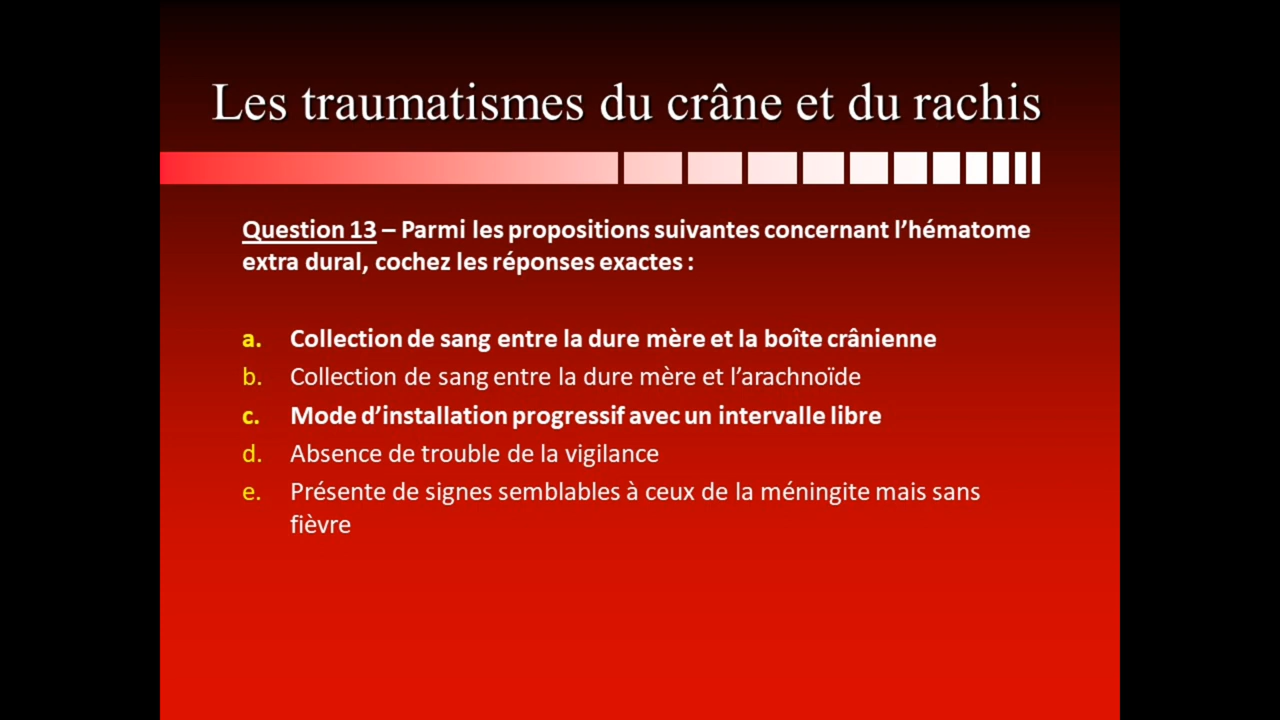 Les traumatismes du crâne et du rachis
Question 13 – Parmi les propositions suivantes concernant l’hématome
extra dural, cochez les réponses exactes :
a. Collection de sang entre la dure mère et la boîte crânienne
b. Collection de sang entre la dure mère et l’arachnoïde
c. Mode d’installation progressif avec un intervalle libre
d. Absence de trouble de la vigilance
e. Présente de signes semblables à ceux de la méningite mais sans
fièvre